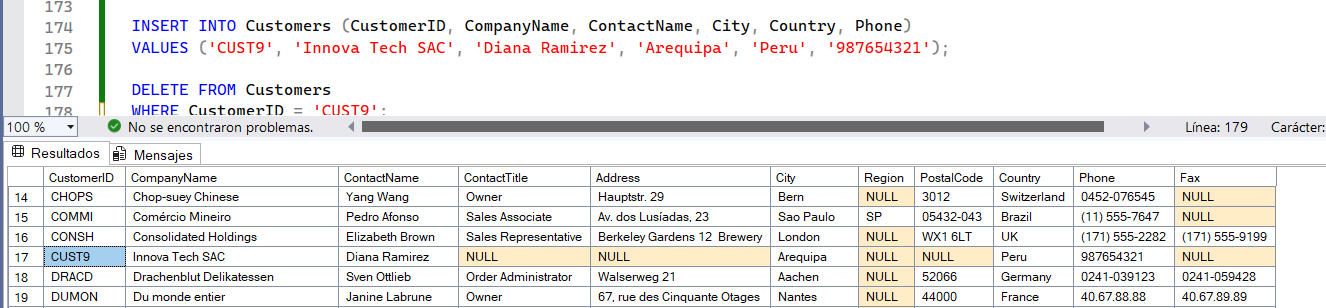 173
174 INSERT INTO Customers (CustomerID, CompanyName, ContactName, City, Country, Phone)
175 VALUES ('CUST9', 'Innova Tech SAC', 'Diana Ramirez', 'Arequipa', 'Peru', '987654321');
176
177 DELETE FROM Customers
178 WHERE CustomerID = 'CUST9';
100 % No se encontraron problemas. Línea: 179 Carácter:
Resultados Mensajes
CustomerID CompanyName ContactName ContactTitle Address City Region PostalCode Country Phone Fax
14 CHOPS Chop-suey Chinese Yang Wang Owner Hauptstr. 29 Bern NULL 3012 Switzerland 0452-076545 NULL
15 COMMI Comércio Mineiro Pedro Afonso Sales Associate Av. dos Lusíadas, 23 Sao Paulo SP 05432-043 Brazil (11) 555-7647 NULL
16 CONSH Consolidated Holdings Elizabeth Brown Sales Representative Berkeley Gardens 12 Brewery London NULL WX1 6LT UK (171) 555-2282 (171) 555-9199
17 CUST9 Innova Tech SAC Diana Ramirez NULL NULL Arequipa NULL NULL Peru 987654321 NULL
18 DRACD Drachenblut Delikatessen Sven Ottlieb Order Administrator Walserweg 21 Aachen NULL 52066 Germany 0241-039123 0241-059428
19 DUMON Du monde entier Janine Labrune Owner 67, rue des Cinquante Otages Nantes NULL 44000 France 40.67.88.88 40.67.89.89